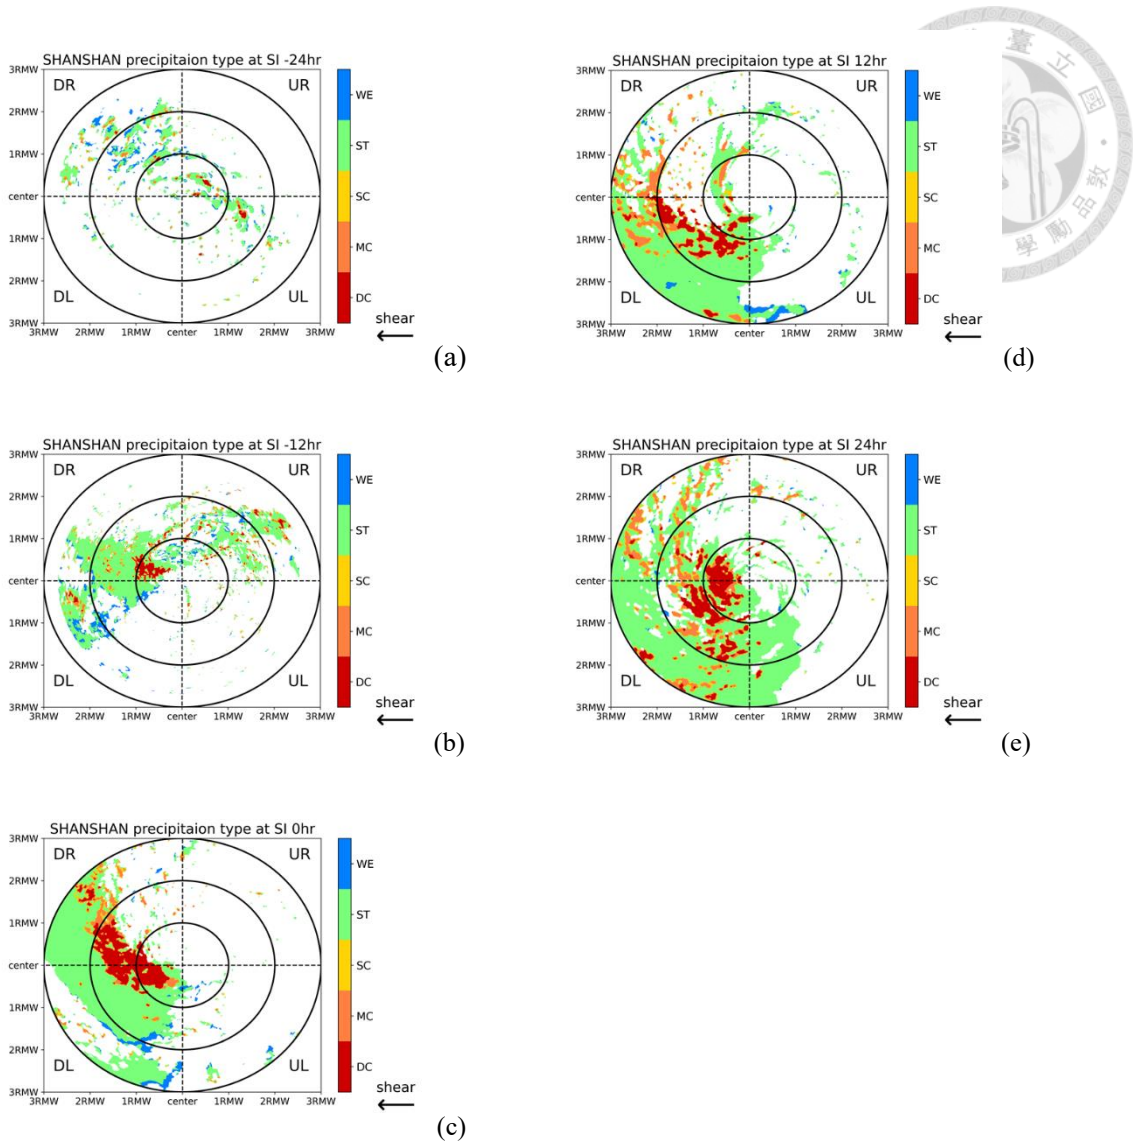 SHANSHAN precipitaion type at SI -24hr
3RMW
2RMW
1RMW
center
1RMW
2RMW
3RMW
DR
UR
DL
UL
3RMW 2RMW 1RMW center 1RMW 2RMW 3RMW
WE
ST
SC
MC
DC
shear
(a)
SHANSHAN precipitaion type at SI 12hr
3RMW
2RMW
1RMW
center
1RMW
2RMW
3RMW
DR
UR
DL
UL
3RMW 2RMW 1RMW center 1RMW 2RMW 3RMW
WE
ST
SC
MC
DC
shear
(d)
臺
立
國
教
品
勵
學
SHANSHAN precipitaion type at SI -12hr
3RMW
2RMW
1RMW
center
1RMW
2RMW
3RMW
DR
UR
DL
UL
3RMW 2RMW 1RMW center 1RMW 2RMW 3RMW
WE
ST
SC
MC
DC
shear
(b)
SHANSHAN precipitaion type at SI 24hr
3RMW
2RMW
1RMW
center
1RMW
2RMW
3RMW
DR
UR
DL
UL
3RMW 2RMW 1RMW center 1RMW 2RMW 3RMW
WE
ST
SC
MC
DC
shear
(e)
SHANSHAN precipitaion type at SI 0hr
3RMW
2RMW
1RMW
center
1RMW
2RMW
3RMW
DR
UR
DL
UL
3RMW 2RMW 1RMW center 1RMW 2RMW 3RMW
WE
ST
SC
MC
DC
shear
(c)